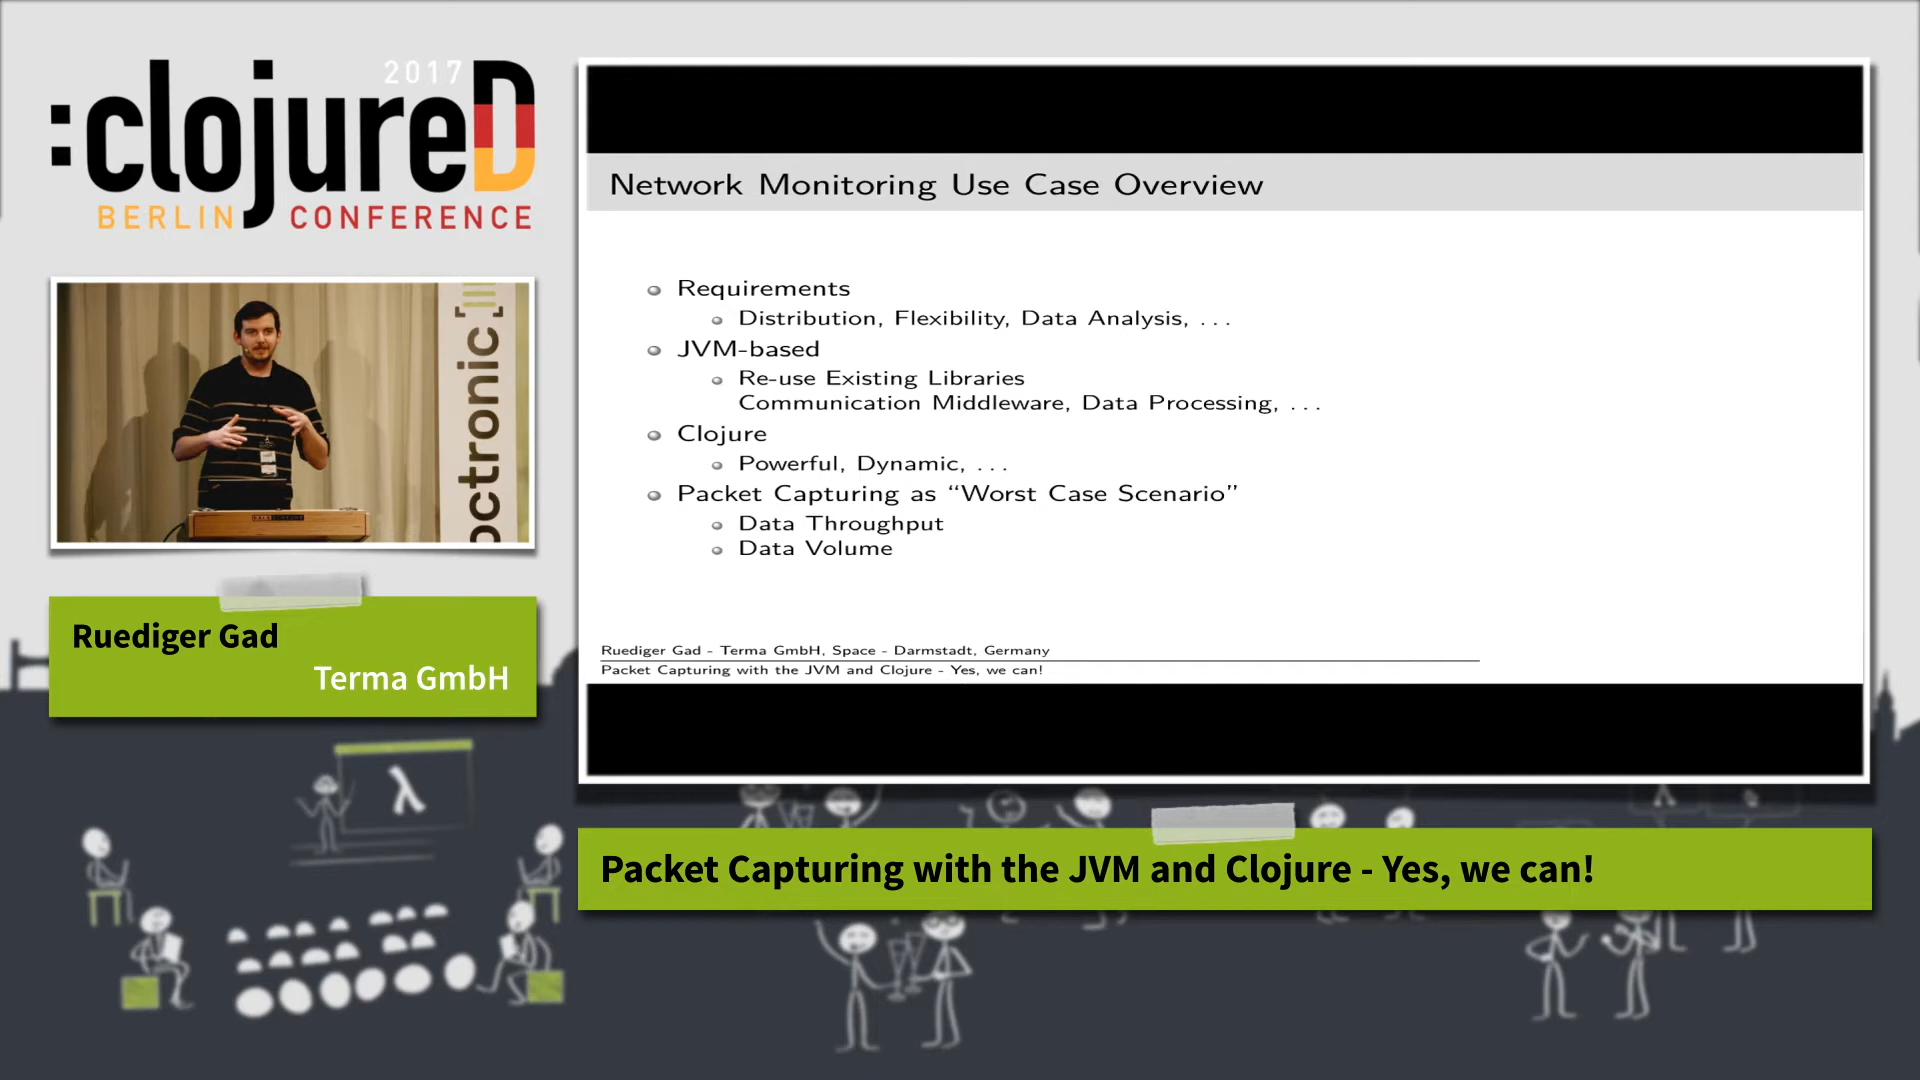 2017
:clojureD
BERLIN CONFERENCE
octronic
Ruediger Gad
Terma GmbH
λ
Network Monitoring Use Case Overview
Requirements
Distribution, Flexibility, Data Analysis, ...
JVM-based
Re-use Existing Libraries
Communication Middleware, Data Processing, ...
Clojure
Powerful, Dynamic, ...
Packet Capturing as “Worst Case Scenario”
Data Throughput
Data Volume
Ruediger Gad - Terma GmbH, Space - Darmstadt, Germany
Packet Capturing with the JVM and Clojure - Yes, we can!
Packet Capturing with the JVM and Clojure - Yes, we can!